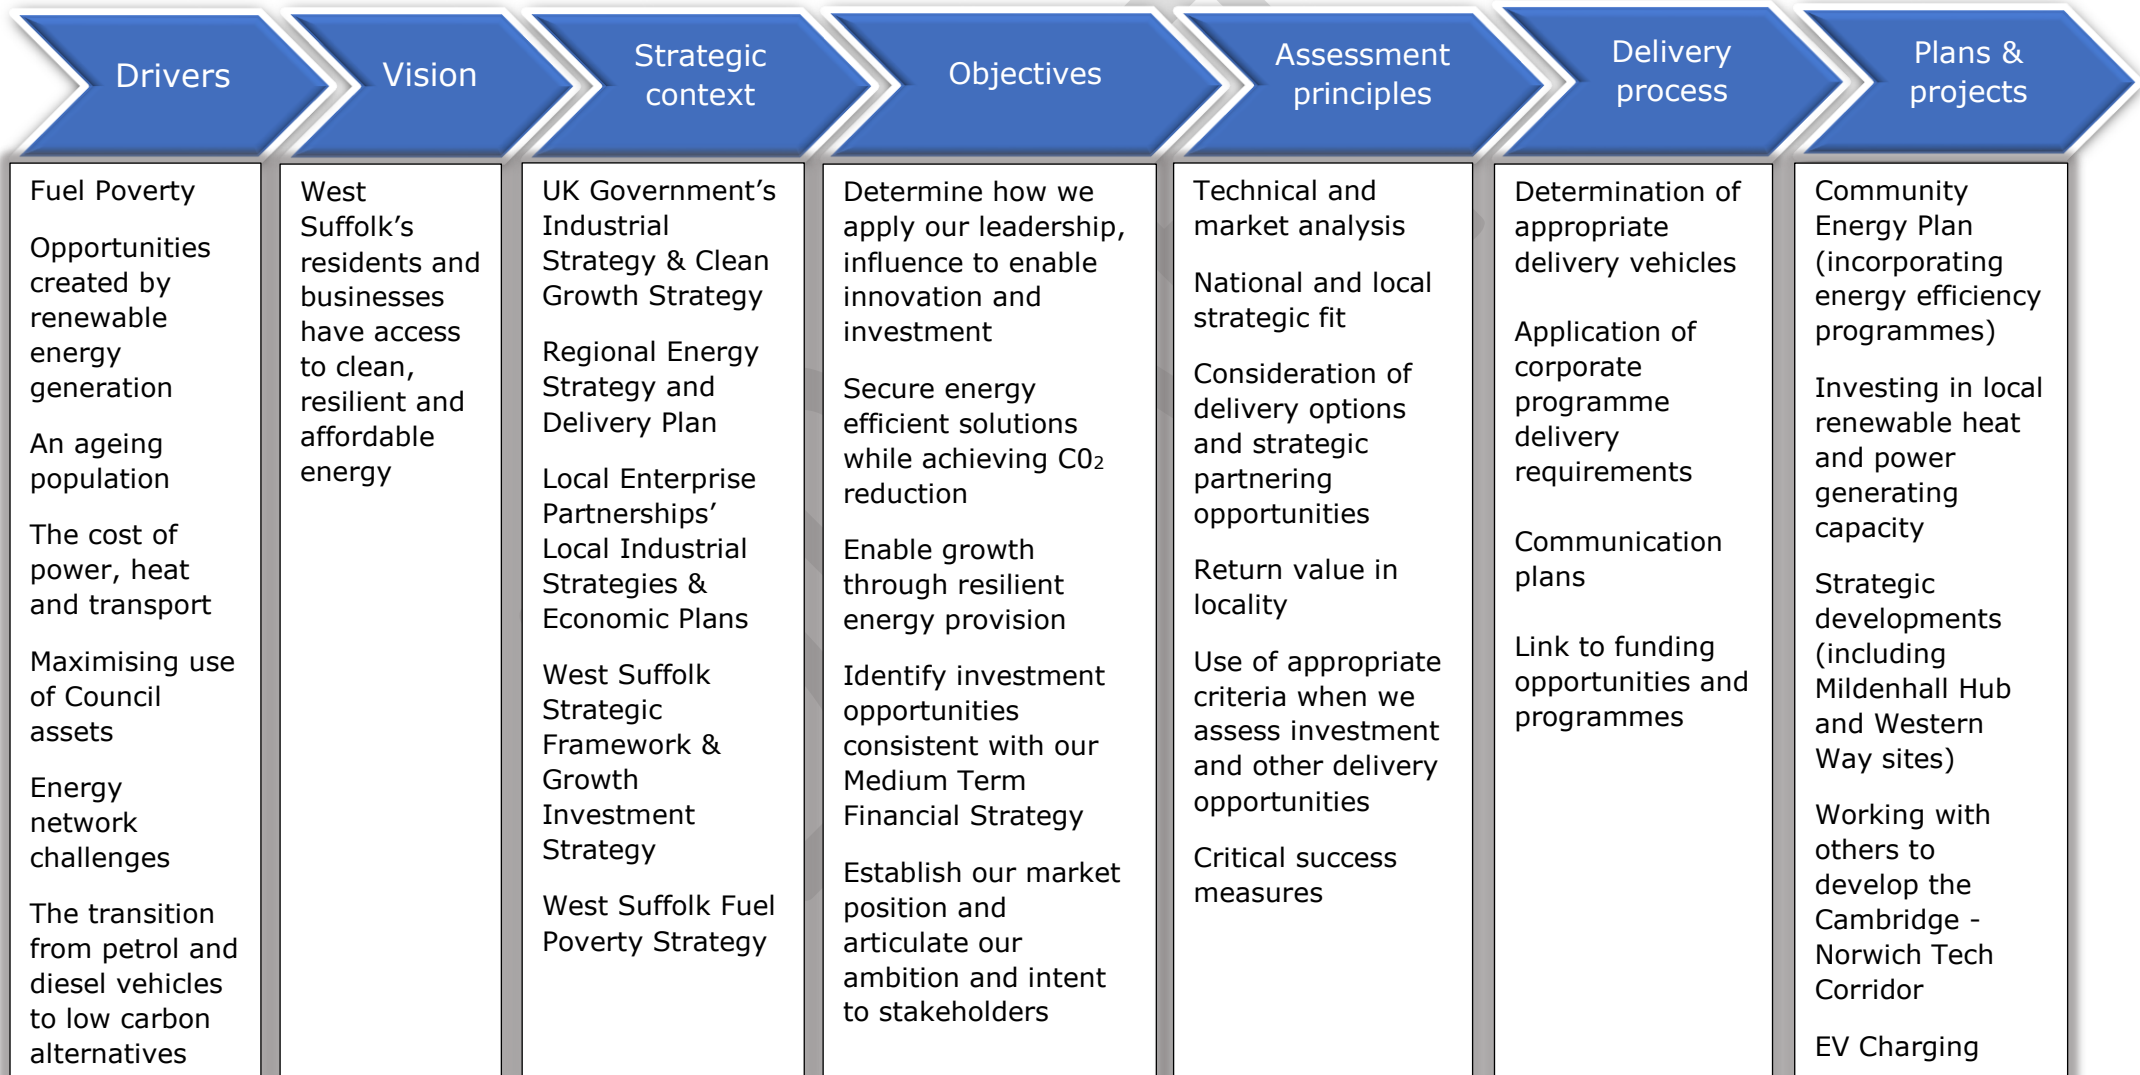 Drivers
Vision
Strategic
context
Objectives
Assessment
principles
Delivery
process
Plans &
projects
Fuel Poverty
Opportunities
created by
renewable
energy
generation
An ageing
population
The cost of
power, heat
and transport
Maximising use
of Council
assets
Energy
network
challenges
The transition
from petrol and
diesel vehicles
to low carbon
alternatives
West
Suffolk’s
residents and
businesses
have access
to clean,
resilient and
affordable
energy
UK Government’s
Industrial
Strategy & Clean
Growth Strategy
Regional Energy
Strategy and
Delivery Plan
Local Enterprise
Partnerships’
Local Industrial
Strategies &
Economic Plans
West Suffolk
Strategic
Framework &
Growth
Investment
Strategy
West Suffolk Fuel
Poverty Strategy
Determine how we
apply our leadership,
influence to enable
innovation and
investment
Secure energy
efficient solutions
while achieving C0₂
reduction
Enable growth
through resilient
energy provision
Identify investment
opportunities
consistent with our
Medium Term
Financial Strategy
Establish our market
position and
articulate our
ambition and intent
to stakeholders
Technical and
market analysis
National and local
strategic fit
Consideration of
delivery options
and strategic
partnering
opportunities
Return value in
locality
Use of appropriate
criteria when we
assess investment
and other delivery
opportunities
Critical success
measures
Determination of
appropriate
delivery vehicles
Application of
corporate
programme
delivery
requirements
Communication
plans
Link to funding
opportunities and
programmes
Community
Energy Plan
(incorporating
energy efficiency
programmes)
Investing in local
renewable heat
and power
generating
capacity
Strategic
developments
(including
Mildenhall Hub
and Western
Way sites)
Working with
others to
develop the
Cambridge -
Norwich Tech
Corridor
EV Charging